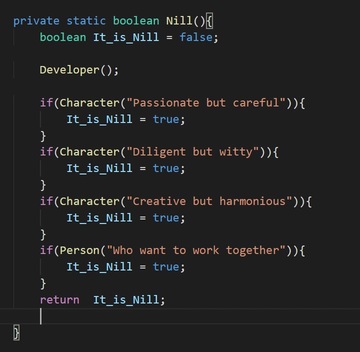 private static boolean Nill(){
boolean It_is_Nill = false;
Developer();
if(Character("Passionate but careful")){
It_is_Nill = true;
}
if(Character("Diligent but witty")){
It_is_Nill = true;
}
if(Character("Creative but harmonious")){
It_is_Nill = true;
}
if(Person("Who want to work together")){
It_is_Nill = true;
}
return It_is_Nill;
}